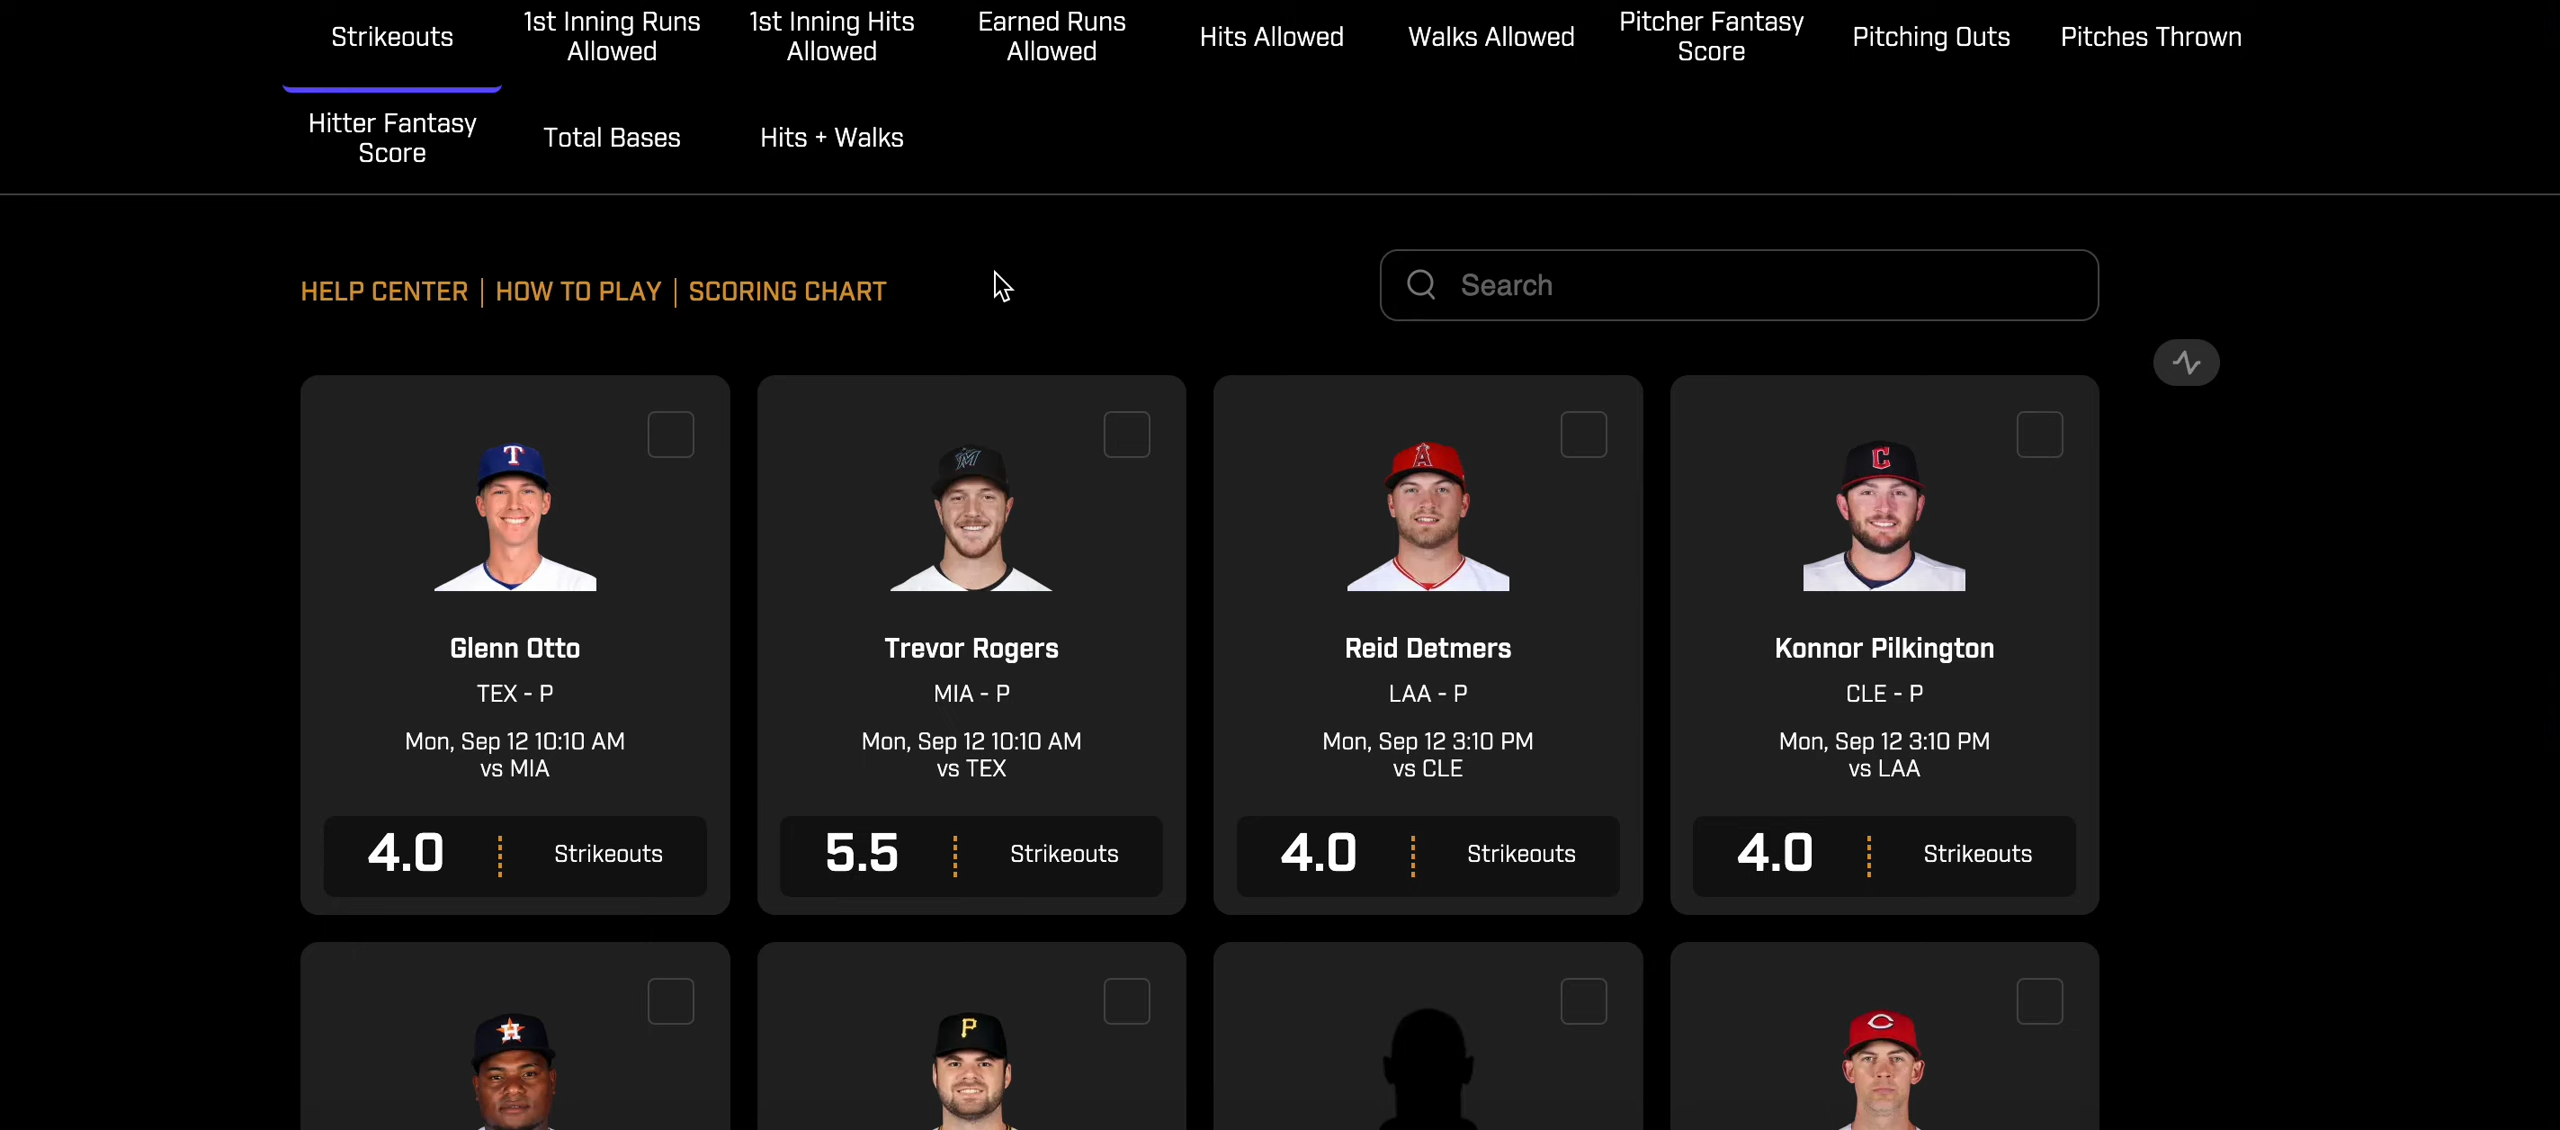 Strikeouts
1st Inning Runs
Allowed
1st Inning Hits
Allowed
Earned Runs
Allowed
Hits Allowed
Walks Allowed
Pitcher Fantasy
Score
Pitching Outs
Pitches Thrown
Hitter Fantasy
Score
Total Bases
Hits + Walks
HELP CENTER | HOW TO PLAY | SCORING CHART
Search
T
Glenn Otto
TEX - P
Mon, Sep 12 10:10 AM
vs MIA
4.0
Strikeouts
M
Trevor Rogers
MIA - P
Mon, Sep 12 10:10 AM
vs TEX
5.5
Strikeouts
A
Reid Detmers
LAA - P
Mon, Sep 12 3:10 PM
vs CLE
4.0
Strikeouts
C
Konnor Pilkington
CLE - P
Mon, Sep 12 3:10 PM
vs LAA
4.0
Strikeouts
H
P
C